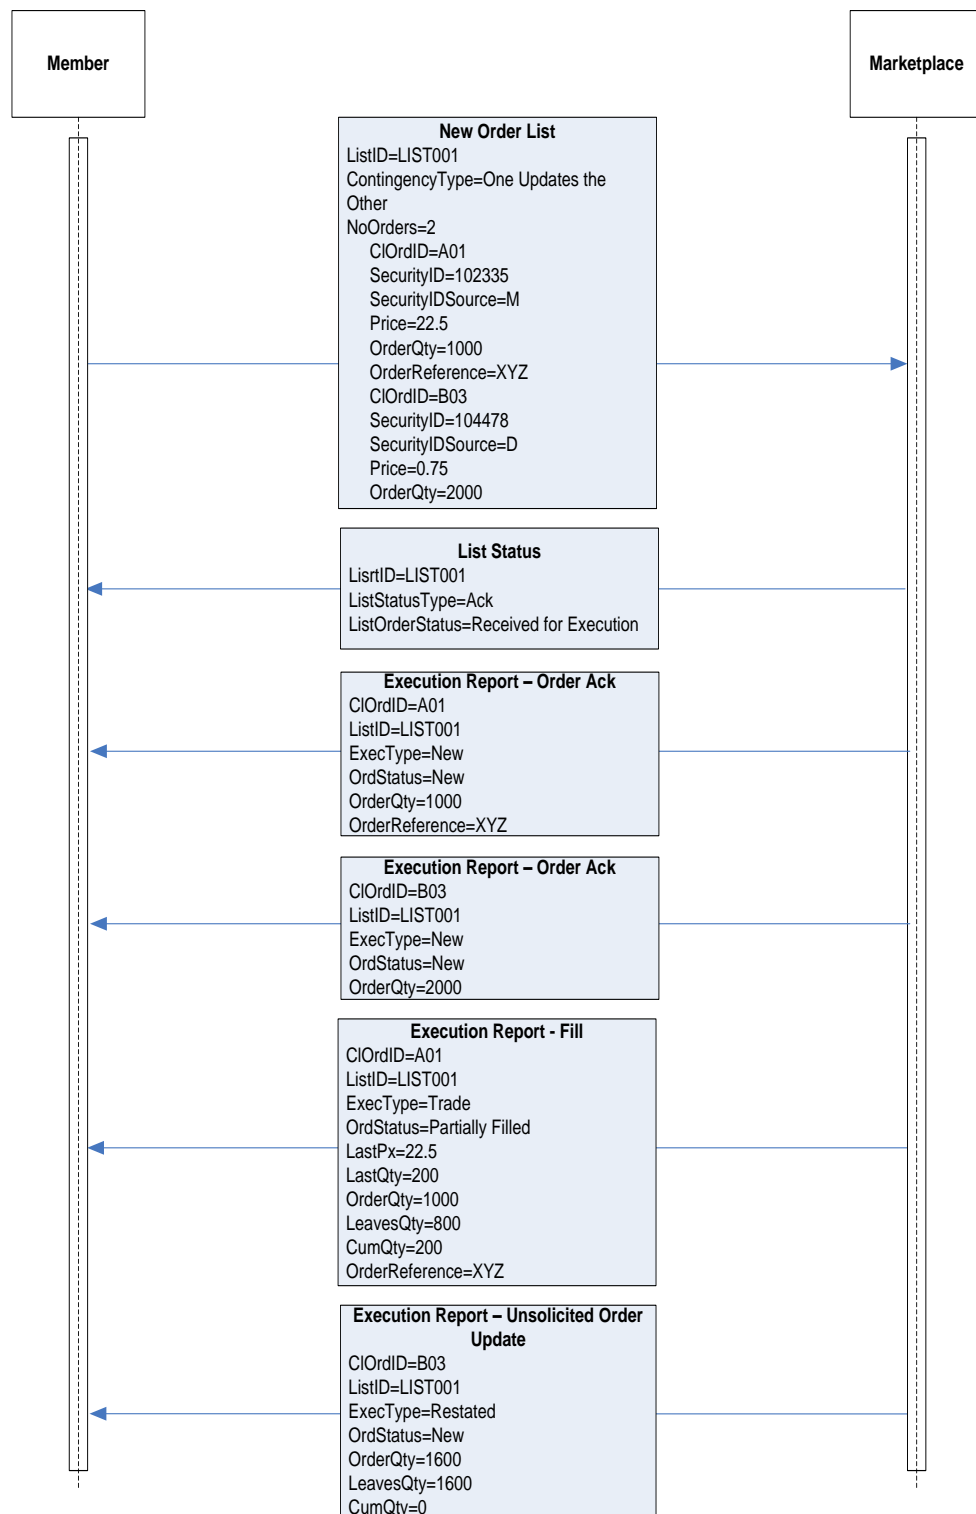 Member
Marketplace
New Order List
ListID=LIST001
ContingencyType=One Updates the
Other
NoOrders=2
ClOrdID=A01
SecurityID=102335
SecurityIDSource=M
Price=22.5
OrderQty=1000
OrderReference=XYZ
ClOrdID=B03
SecurityID=104478
SecurityIDSource=D
Price=0.75
OrderQty=2000
List Status
LisrtID=LIST001
ListStatusType=Ack
ListOrderStatus=Received for Execution
Execution Report – Order Ack
ClOrdID=A01
ListID=LIST001
ExecType=New
OrdStatus=New
OrderQty=1000
OrderReference=XYZ
Execution Report – Order Ack
ClOrdID=B03
ListID=LIST001
ExecType=New
OrdStatus=New
OrderQty=2000
Execution Report - Fill
ClOrdID=A01
ListID=LIST001
ExecType=Trade
OrdStatus=Partially Filled
LastPx=22.5
LastQty=200
OrderQty=1000
LeavesQty=800
CumQty=200
OrderReference=XYZ
Execution Report – Unsolicited Order
Update
ClOrdID=B03
ListID=LIST001
ExecType=Restated
OrdStatus=New
OrderQty=1600
LeavesQty=1600
CumQty=0